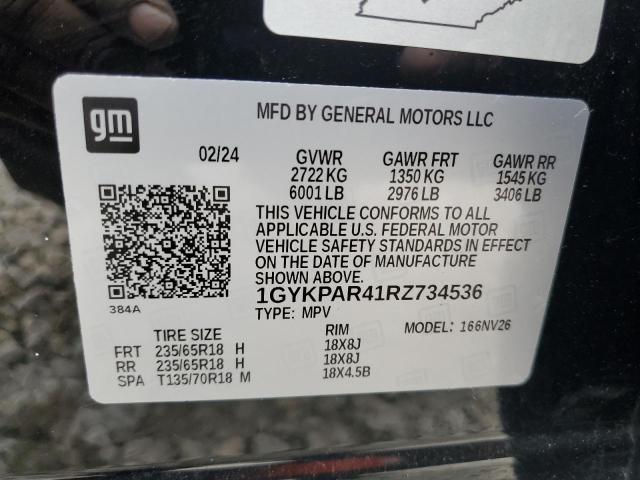 gm
MFD BY GENERAL MOTORS LLC
02/24 GVWR GAWR FRT GAWR RR
2722 KG 1350 KG 1545 KG
6001 LB 2976 LB 3406 LB
THIS VEHICLE CONFORMS TO ALL
APPLICABLE U.S. FEDERAL MOTOR
VEHICLE SAFETY STANDARDS IN EFFECT
ON THE DATE OF MANUFACTURE
SHOWN ABOVE.
384A
1GYKPAR41RZ734536
TYPE: MPV MODEL: 166NV26
TIRE SIZE RIM
FRT 235/65R18 H 18X8J
RR 235/65R18 H 18X8J
SPA T135/70R18 M 18X4.5B